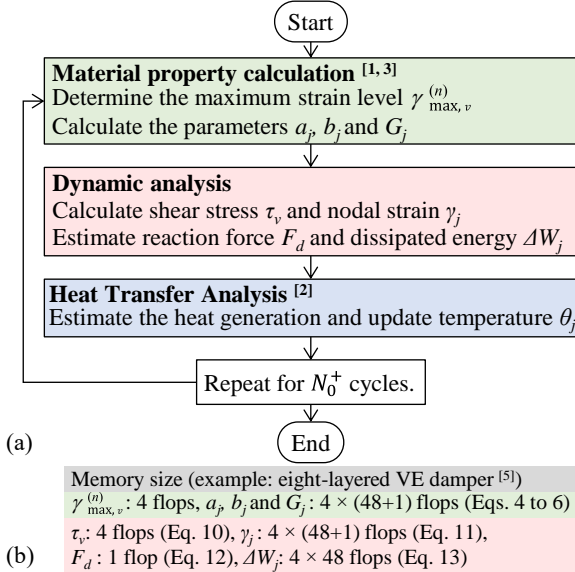 Start
Material property calculation [1, 3]
Determine the maximum strain level γ (n) max, v
Calculate the parameters aj, bj and Gj
Dynamic analysis
Calculate shear stress τv and nodal strain γj
Estimate reaction force Fd and dissipated energy ΔWj
Heat Transfer Analysis [2]
Estimate the heat generation and update temperature θj
Repeat for N0+ cycles.
(a)
End
Memory size (example: eight-layered VE damper [5])
γ (n) max, v : 4 flops, aj, bj and Gj : 4 × (48+1) flops (Eqs. 4 to 6)
τv: 4 flops (Eq. 10), γj : 4 × (48+1) flops (Eq. 11),
(b) Fd : 1 flop (Eq. 12), ΔWj: 4 × 48 flops (Eq. 13)